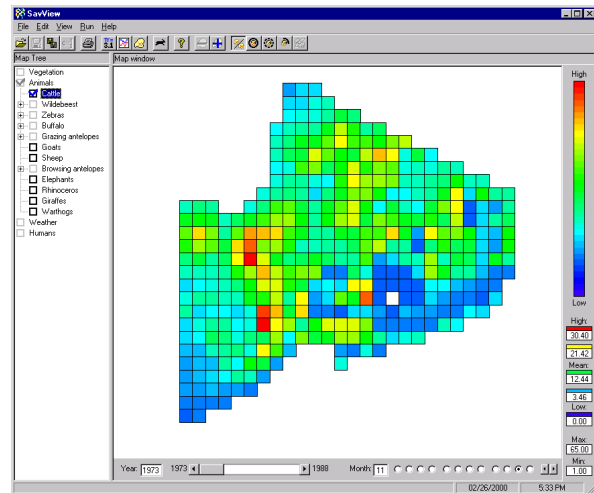 SavView
File Edit View Run Help
3.1
Map Tree
Map window
Vegetation
Animals
Cattle
Wildebeest
Zebras
Buffalo
Grazing antelopes
Goats
Sheep
Browsing antelopes
Elephants
Rhinoceros
Giraffes
Warthogs
Weather
Humans
High
Low
High:
30.40
21.42
Mean:
12.44
3.46
Low:
0.00
Max:
65.00
Min:
1.00
Year: 1973 1973 1988 Month: 11
02/26/2000 5:33 PM